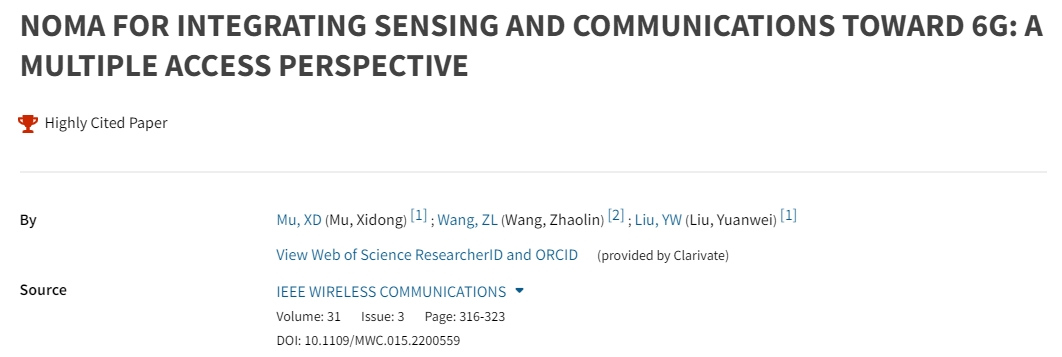 NOMA FOR INTEGRATING SENSING AND COMMUNICATIONS TOWARD 6G: A
MULTIPLE ACCESS PERSPECTIVE
Highly Cited Paper
By
Mu, XD (Mu, Xidong) [1] ; Wang, ZL (Wang, Zhaolin) [2] ; Liu, YW (Liu, Yuanwei) [1]
View Web of Science ResearcherID and ORCID (provided by Clarivate)
Source
IEEE WIRELESS COMMUNICATIONS
Volume: 31 Issue: 3 Page: 316-323
DOI: 10.1109/MWC.015.2200559